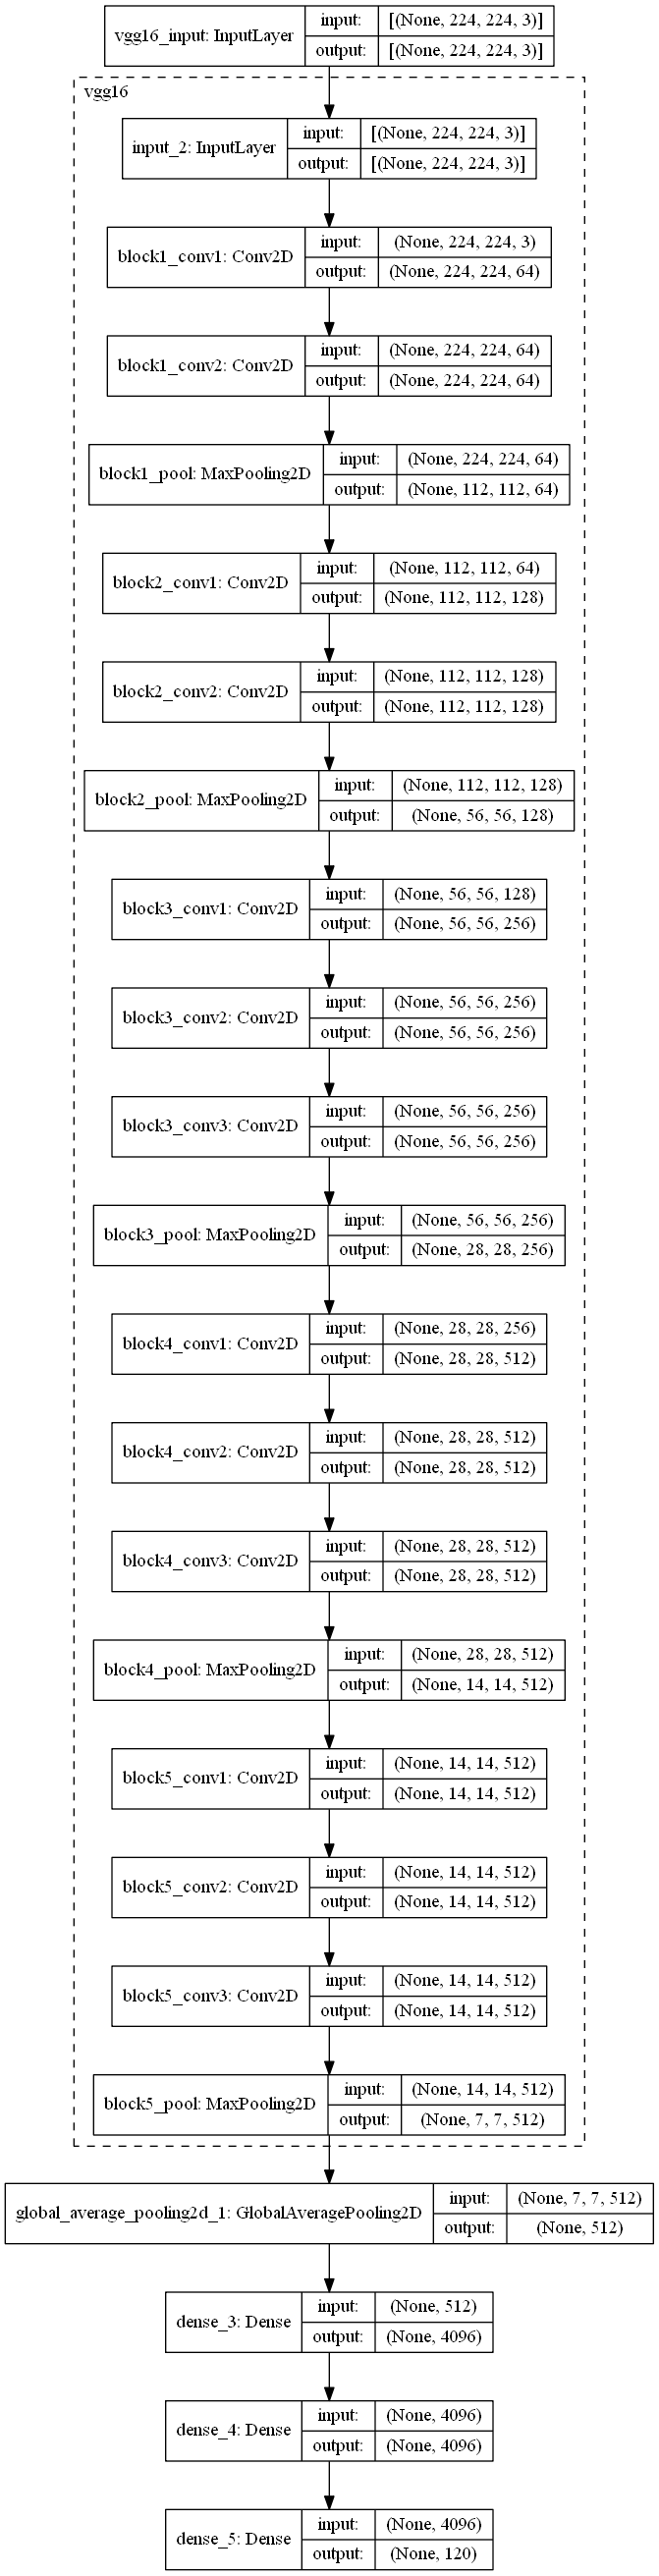 vgg16_input: InputLayer
input:
[(None, 224, 224, 3)]
output:
[(None, 224, 224, 3)]
vgg16
input_2: InputLayer
input:
[(None, 224, 224, 3)]
output:
[(None, 224, 224, 3)]
block1_conv1: Conv2D
input:
(None, 224, 224, 3)
output:
(None, 224, 224, 64)
block1_conv2: Conv2D
input:
(None, 224, 224, 64)
output:
(None, 224, 224, 64)
block1_pool: MaxPooling2D
input:
(None, 224, 224, 64)
output:
(None, 112, 112, 64)
block2_conv1: Conv2D
input:
(None, 112, 112, 64)
output:
(None, 112, 112, 128)
block2_conv2: Conv2D
input:
(None, 112, 112, 128)
output:
(None, 112, 112, 128)
block2_pool: MaxPooling2D
input:
(None, 112, 112, 128)
output:
(None, 56, 56, 128)
block3_conv1: Conv2D
input:
(None, 56, 56, 128)
output:
(None, 56, 56, 256)
block3_conv2: Conv2D
input:
(None, 56, 56, 256)
output:
(None, 56, 56, 256)
block3_conv3: Conv2D
input:
(None, 56, 56, 256)
output:
(None, 56, 56, 256)
block3_pool: MaxPooling2D
input:
(None, 56, 56, 256)
output:
(None, 28, 28, 256)
block4_conv1: Conv2D
input:
(None, 28, 28, 256)
output:
(None, 28, 28, 512)
block4_conv2: Conv2D
input:
(None, 28, 28, 512)
output:
(None, 28, 28, 512)
block4_conv3: Conv2D
input:
(None, 28, 28, 512)
output:
(None, 28, 28, 512)
block4_pool: MaxPooling2D
input:
(None, 28, 28, 512)
output:
(None, 14, 14, 512)
block5_conv1: Conv2D
input:
(None, 14, 14, 512)
output:
(None, 14, 14, 512)
block5_conv2: Conv2D
input:
(None, 14, 14, 512)
output:
(None, 14, 14, 512)
block5_conv3: Conv2D
input:
(None, 14, 14, 512)
output:
(None, 14, 14, 512)
block5_pool: MaxPooling2D
input:
(None, 14, 14, 512)
output:
(None, 7, 7, 512)
global_average_pooling2d_1: GlobalAveragePooling2D
input:
(None, 7, 7, 512)
output:
(None, 512)
dense_3: Dense
input:
(None, 512)
output:
(None, 4096)
dense_4: Dense
input:
(None, 4096)
output:
(None, 4096)
dense_5: Dense
input:
(None, 4096)
output:
(None, 120)